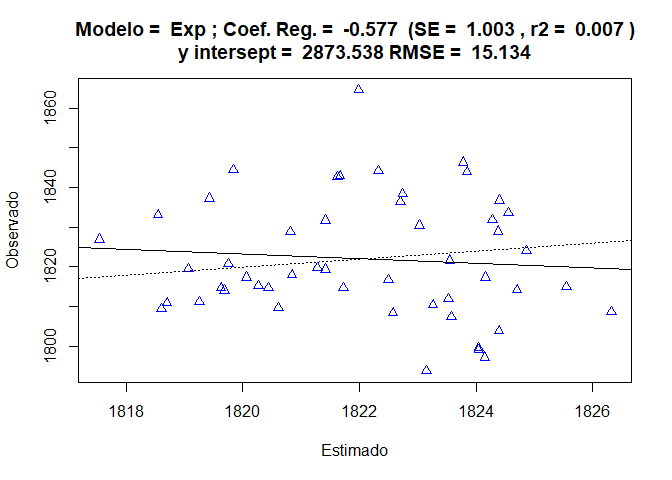 Modelo = Exp ; Coef. Reg. = -0.577 (SE = 1.003 , r2 = 0.007 )
y intersept = 2873.538 RMSE = 15.134
1860
1840
1820
1800
Observado
1818 1820 1822 1824 1826
Estimado